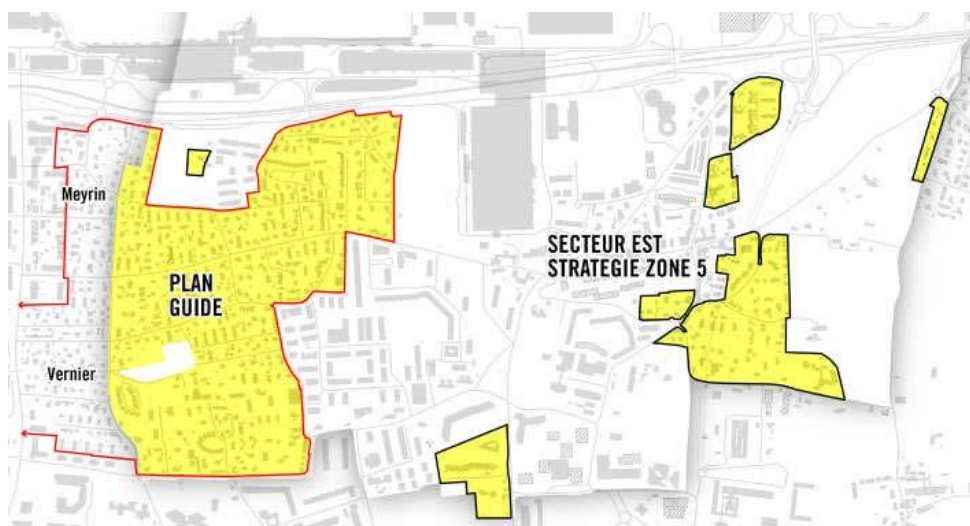 Meyrin
SECTEUR EST
STRATEGIE ZONE 5
PLAN
GUIDE
Vernier